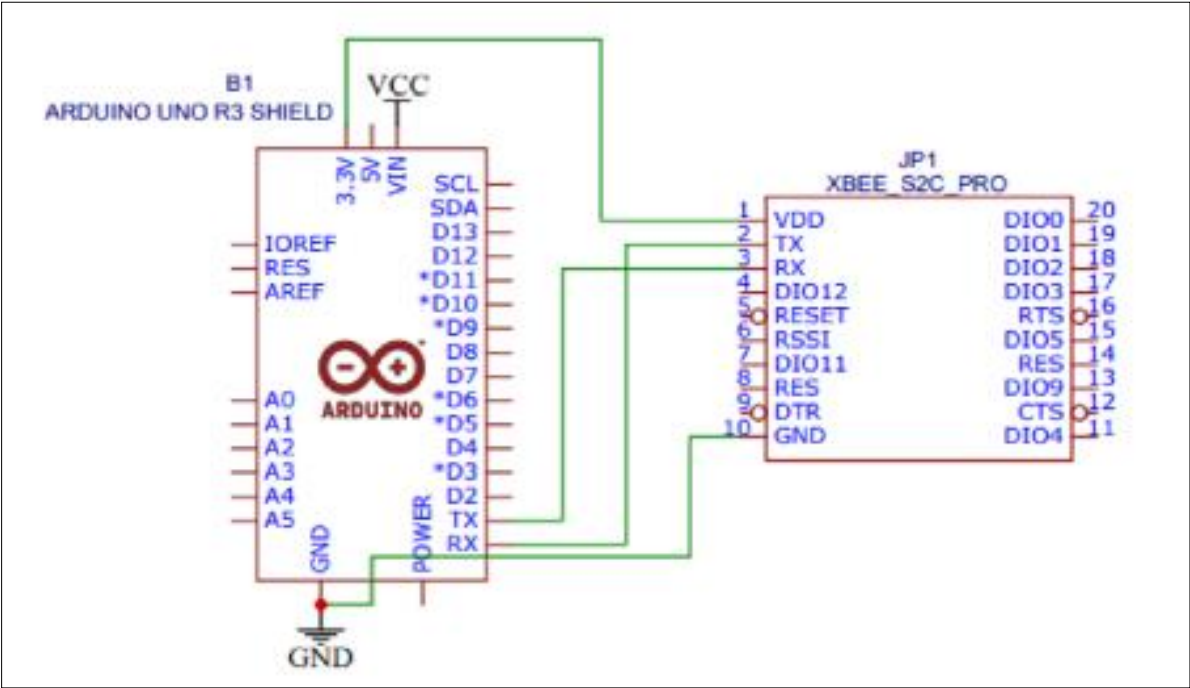 B1
ARDUINO UNO R3 SHIELD
VCC
3.3V
5V
VIN
SCL
SDA
D13
D12
*D11
*D10
*D9
D8
D7
*D6
*D5
D4
*D3
D2
TX
RX
IOREF
RES
AREF
ARDUINO
A0
A1
A2
A3
A4
A5
GND
POWER
GND
JP1
XBEE_S2C_PRO
1 VDD DIO0 20
2 TX DIO1 19
3 RX DIO2 18
4 DIO12 DIO3 17
5 RESET RTS 16
6 RSSI DIO5 15
7 DIO11 RES 14
8 RES DIO9 13
9 DTR CTS 12
10 GND DIO4 11